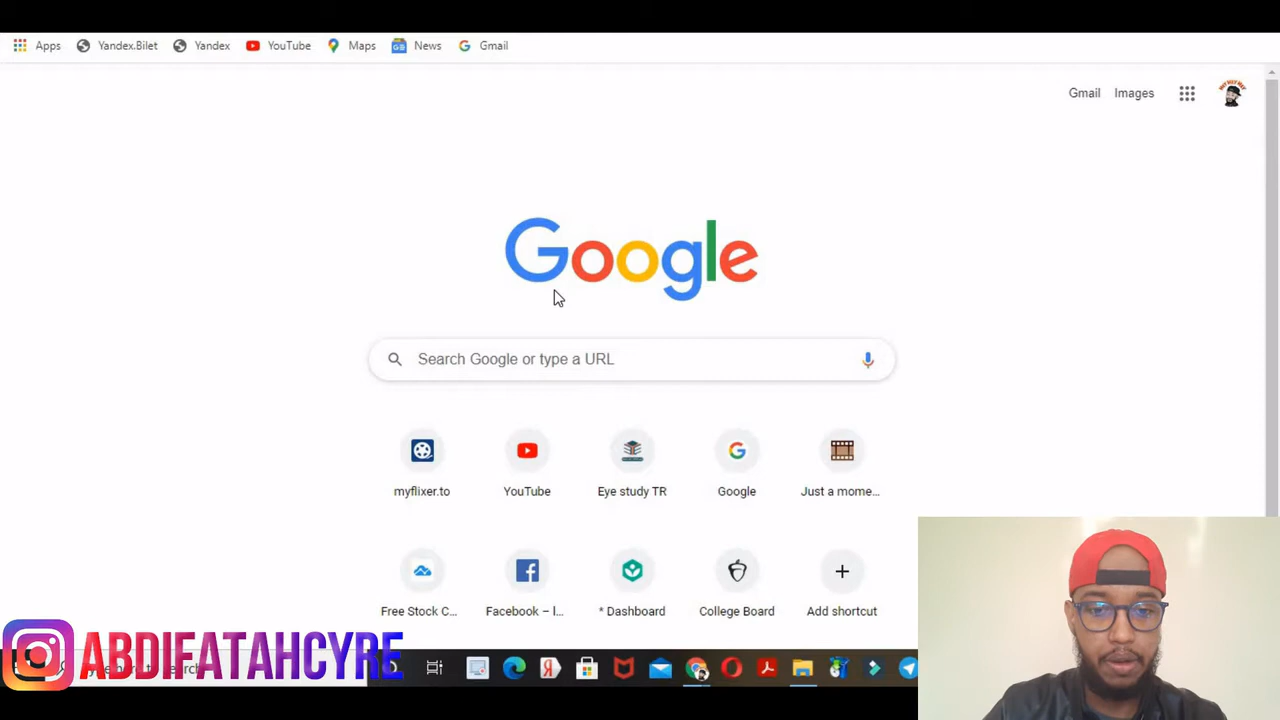 Apps Yandex.Bilet Yandex YouTube Maps News Gmail
Gmail Images
Google
Search Google or type a URL
myflixer.to YouTube Eye study TR Google Just a mome...
Free Stock C... Facebook – l... * Dashboard College Board Add shortcut
ABDIFATAHCYRE